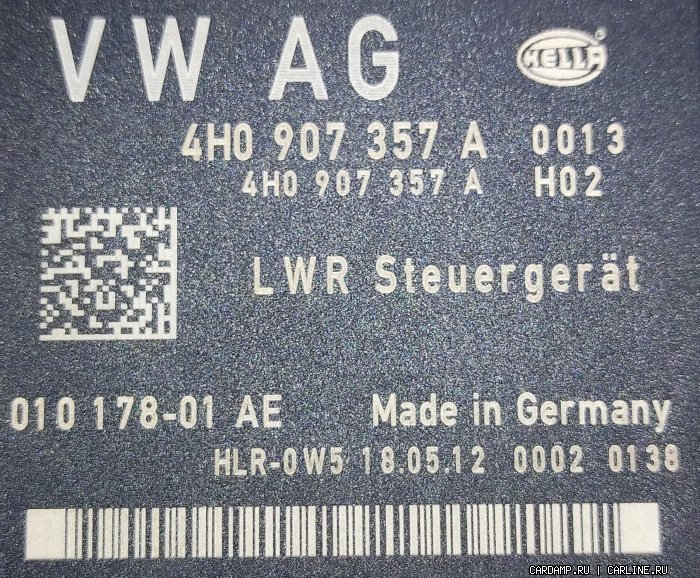 VW AG HELLA
4H0 907 357 A 0013
4H0 907 357 A H02
LWR Steuergerät
010 178-01 AE Made in Germany
HLR-0W5 18.05.12 0002 0138
CARDAMP.RU | CARLINE.RU